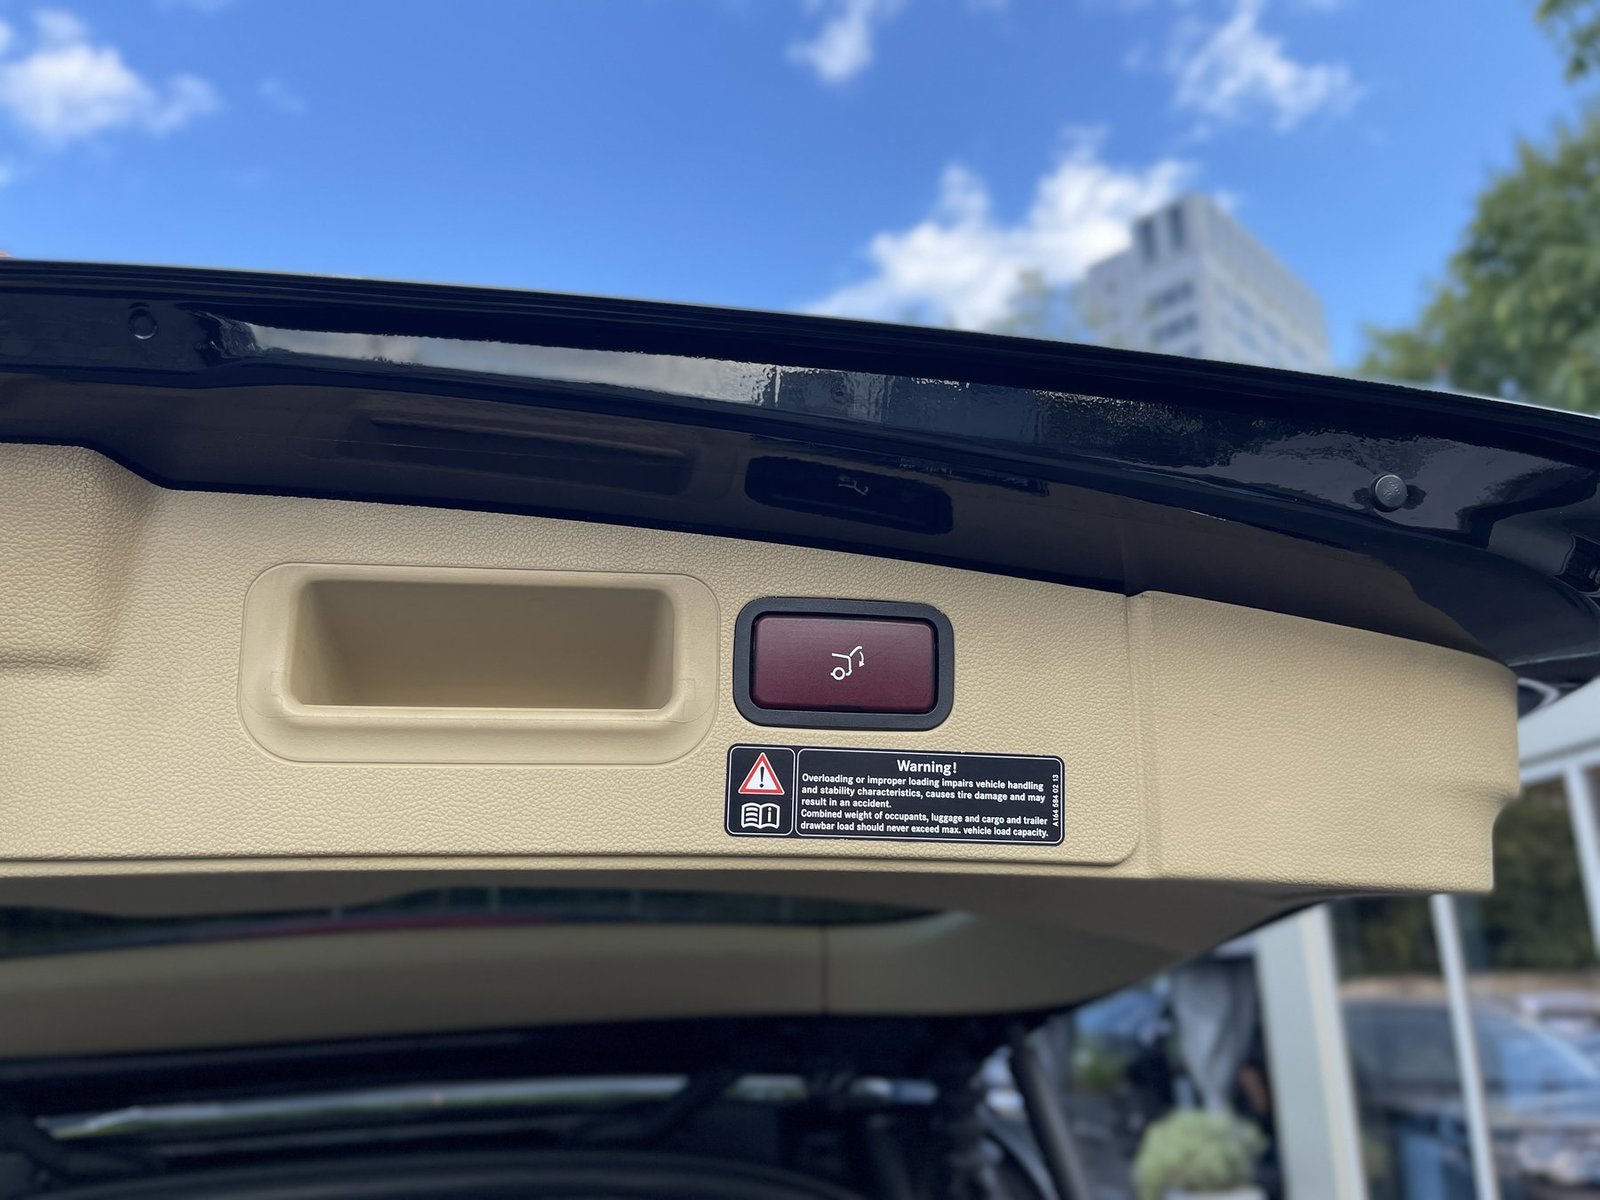 Warning!
Overloading or improper loading impairs vehicle handling
and stability characteristics, causes tire damage and may
result in an accident.
Combined weight of occupants, luggage and cargo and trailer
drawbar load should never exceed max. vehicle load capacity.
A164 584 02 13